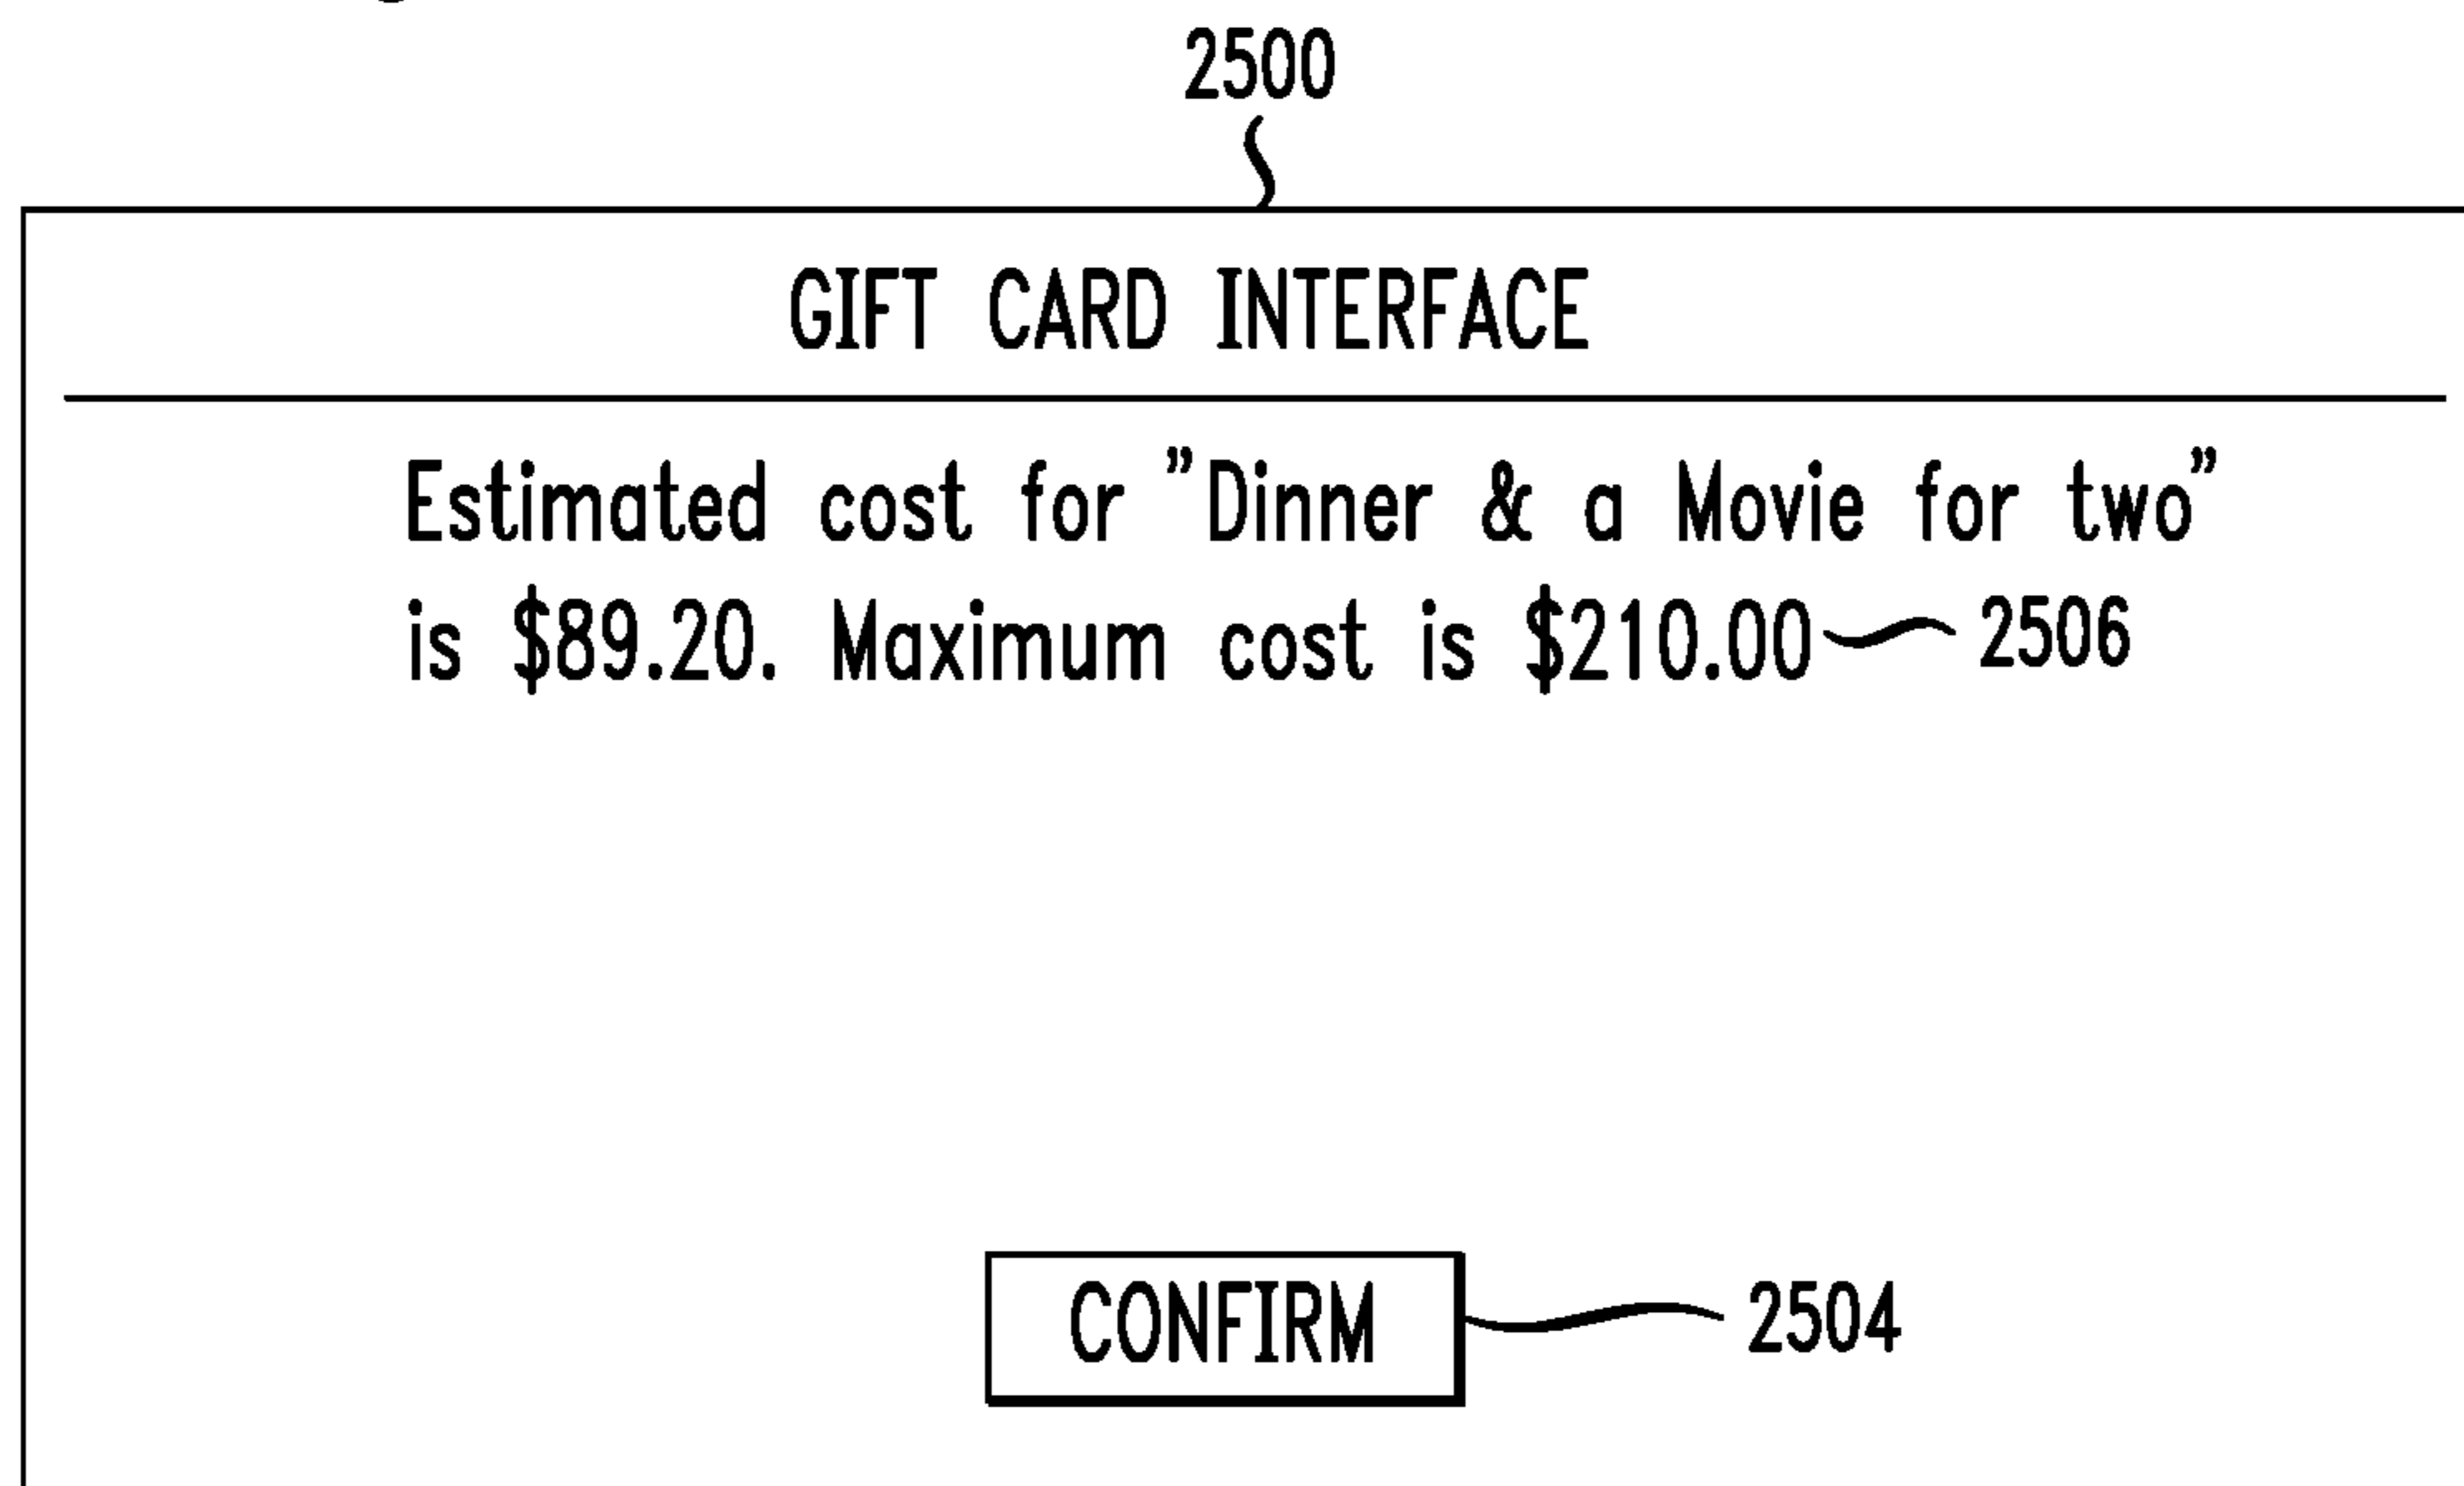 2500
GIFT CARD INTERFACE
Estimated cost for ”Dinner & a Movie for two”
is $89.20. Maximum cost is $210.00 2506
CONFIRM 2504